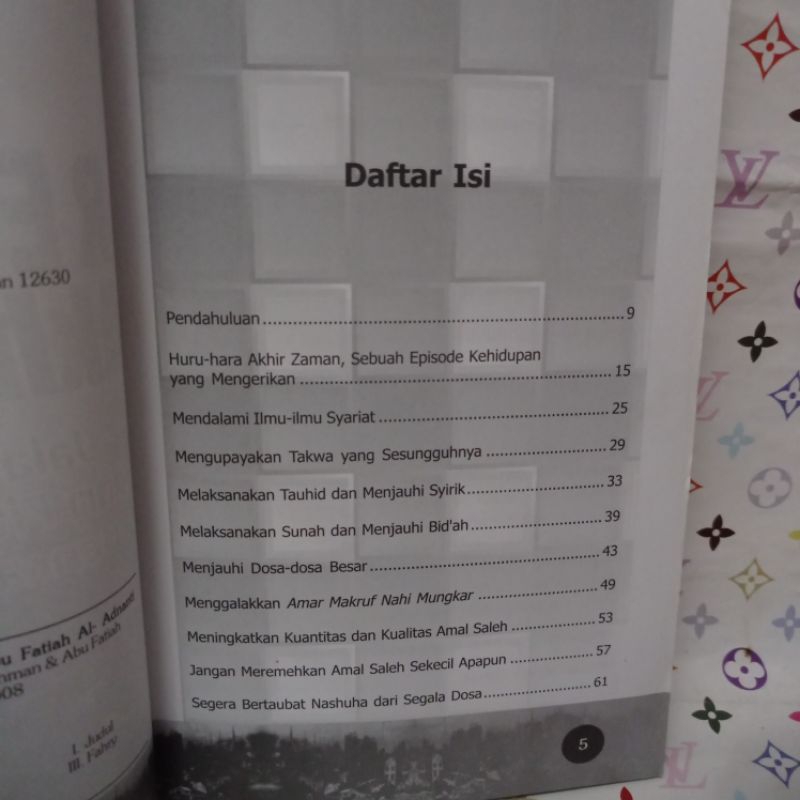 12630
Fatiah Al- Adnani
& Abu Fatiah
I. Judul
III. Fahry
Daftar Isi
Pendahuluan 9
Huru-hara Akhir Zaman, Sebuah Episode Kehidupan
yang Mengerikan 15
Mendalami Ilmu-ilmu Syariat 25
Mengupayakan Takwa yang Sesungguhnya 29
Melaksanakan Tauhid dan Menjauhi Syirik 33
Melaksanakan Sunah dan Menjauhi Bid'ah 39
Menjauhi Dosa-dosa Besar 43
Menggalakkan Amar Makruf Nahi Mungkar 49
Meningkatkan Kuantitas dan Kualitas Amal Saleh 53
Jangan Meremehkan Amal Saleh Sekecil Apapun 57
Segera Bertaubat Nashuha dari Segala Dosa 61
5
LV